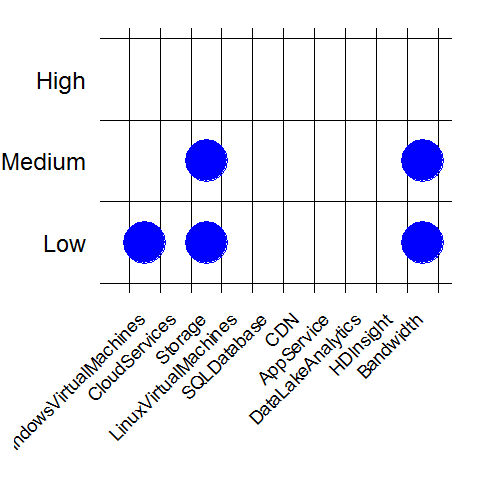 High
Medium
Low
ndowsVirtualMachines
CloudServices
Storage
LinuxVirtualMachines
SQLDatabase
CDN
AppService
DataLakeAnalytics
HDInsight
Bandwidth